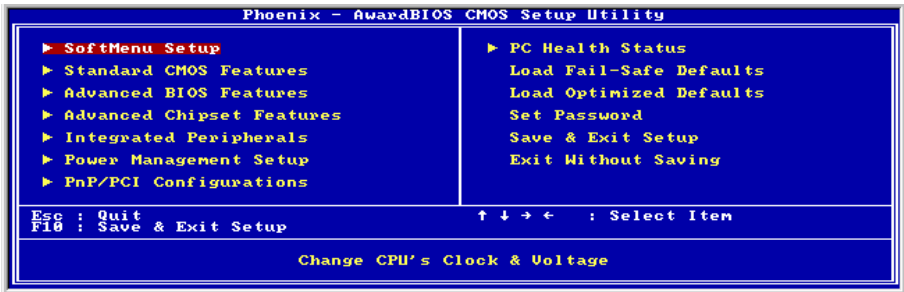 Phoenix - AwardBIOS CMOS Setup Utility
▶ SoftMenu Setup
▶ Standard CMOS Features
▶ Advanced BIOS Features
▶ Advanced Chipset Features
▶ Integrated Peripherals
▶ Power Management Setup
▶ PnP/PCI Configurations
▶ PC Health Status
Load Fail-Safe Defaults
Load Optimized Defaults
Set Password
Save & Exit Setup
Exit Without Saving
Esc : Quit
F10 : Save & Exit Setup
↑ ↓ → ← : Select Item
Change CPU's Clock & Voltage